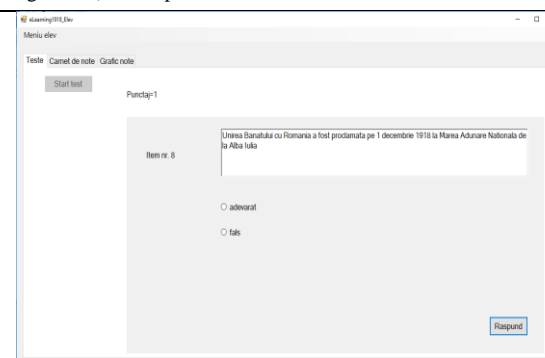 eLearning1918_Elev
Meniu elev
Teste Carnet de note Grafic note
Start test
Punctaj=1
Item nr. 8
Unirea Banatului cu Romania a fost proclamata pe 1 decembrie 1918 la Marea Adunare Nationala de
la Alba Iulia
adevarat
fals
Raspund